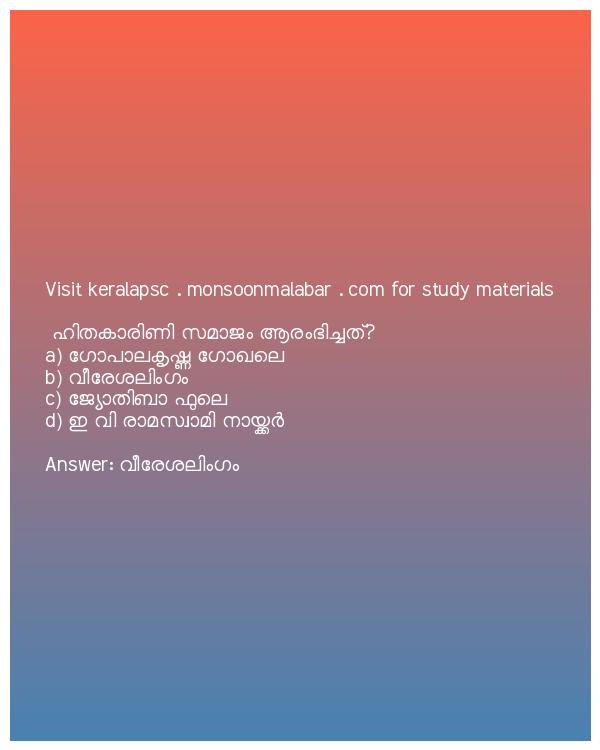 Visit keralapsc . monsoonmalabar . com for study materials
ഹിതകാരിണി സമാജം ആരംഭിച്ചത്?
a) ഗോപാലകൃഷ്ണ ഗോഖലെ
b) വീരേശലിംഗം
c) ജ്യോതിബാ ഫുലെ
d) ഇ വി രാമസ്വാമി നായ്ക്കർ
Answer: വീരേശലിംഗം